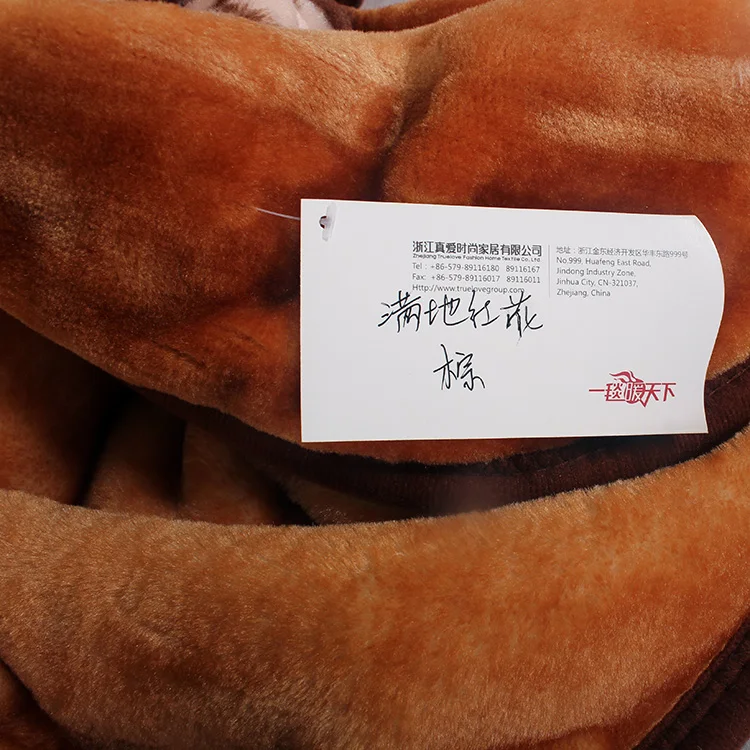 浙江真爱时尚家居有限公司
Zhejiang Truelove Fashion Home Textile Co., Ltd.
Tel : +86-579-89116180 89116167
Fax: +86-579-89116017 89116011
Http://www.truelovegroup.com
地址：浙江金东经济开发区华丰东路999号
No.999, Huafeng East Road,
Jindong Industry Zone,
Jinhua City, CN-321037,
Zhejiang, China
满地红花
棕
一毯暖天下